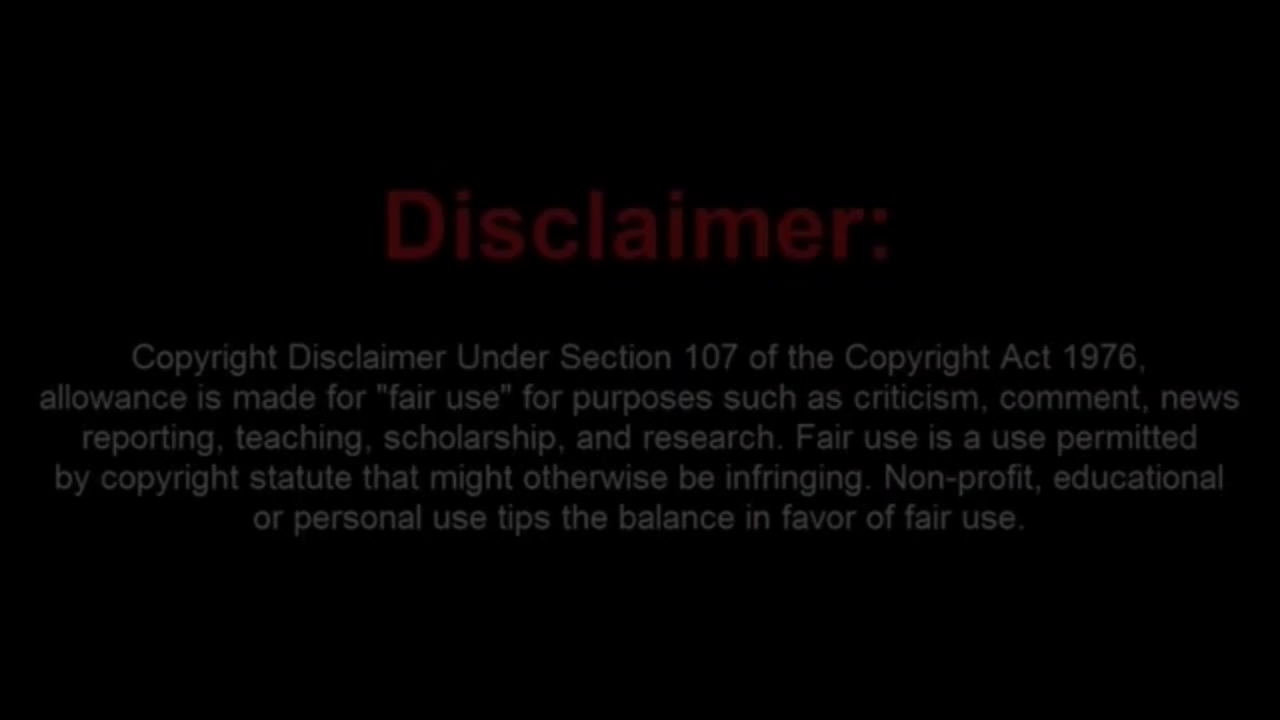 Disclaimer:
Copyright Disclaimer Under Section 107 of the Copyright Act 1976,
allowance is made for "fair use" for purposes such as criticism, comment, news
reporting, teaching, scholarship, and research. Fair use is a use permitted
by copyright statute that might otherwise be infringing. Non-profit, educational
or personal use tips the balance in favor of fair use.